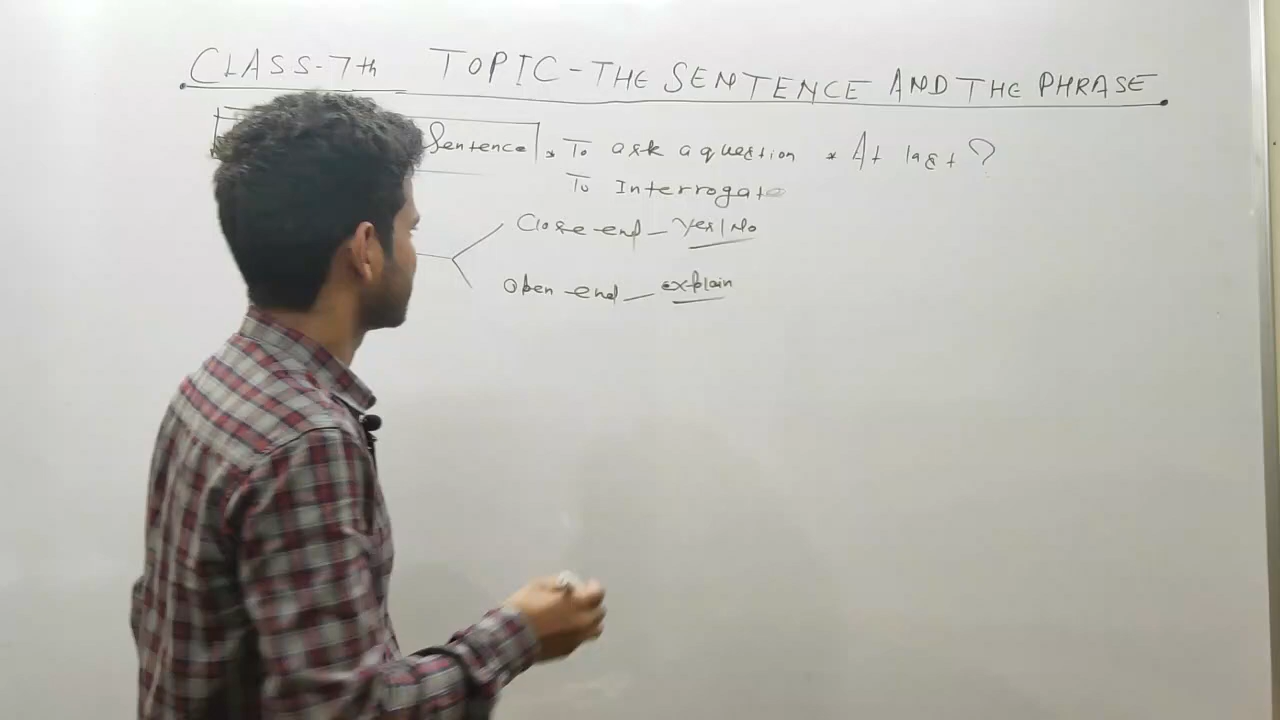 CLASS-7th TOPIC-THE SENTENCE AND THE PHRASE
Sentence * To ask a question * At last ?
To Interrogate
Close-end - Yes/No
Open-end - explain